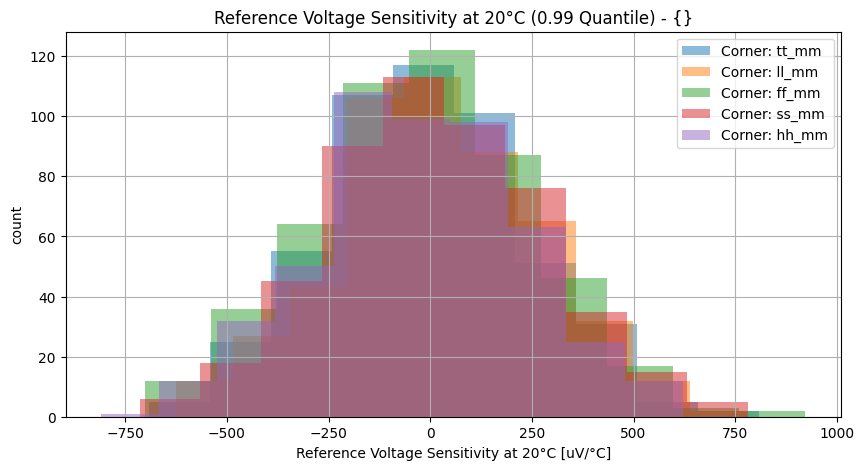 Reference Voltage Sensitivity at 20°C (0.99 Quantile) - {}
Corner: tt_mm
Corner: ll_mm
Corner: ff_mm
Corner: ss_mm
Corner: hh_mm
count
120
100
80
60
40
20
0
−750
−500
−250
0
250
500
750
1000
Reference Voltage Sensitivity at 20°C [uV/°C]